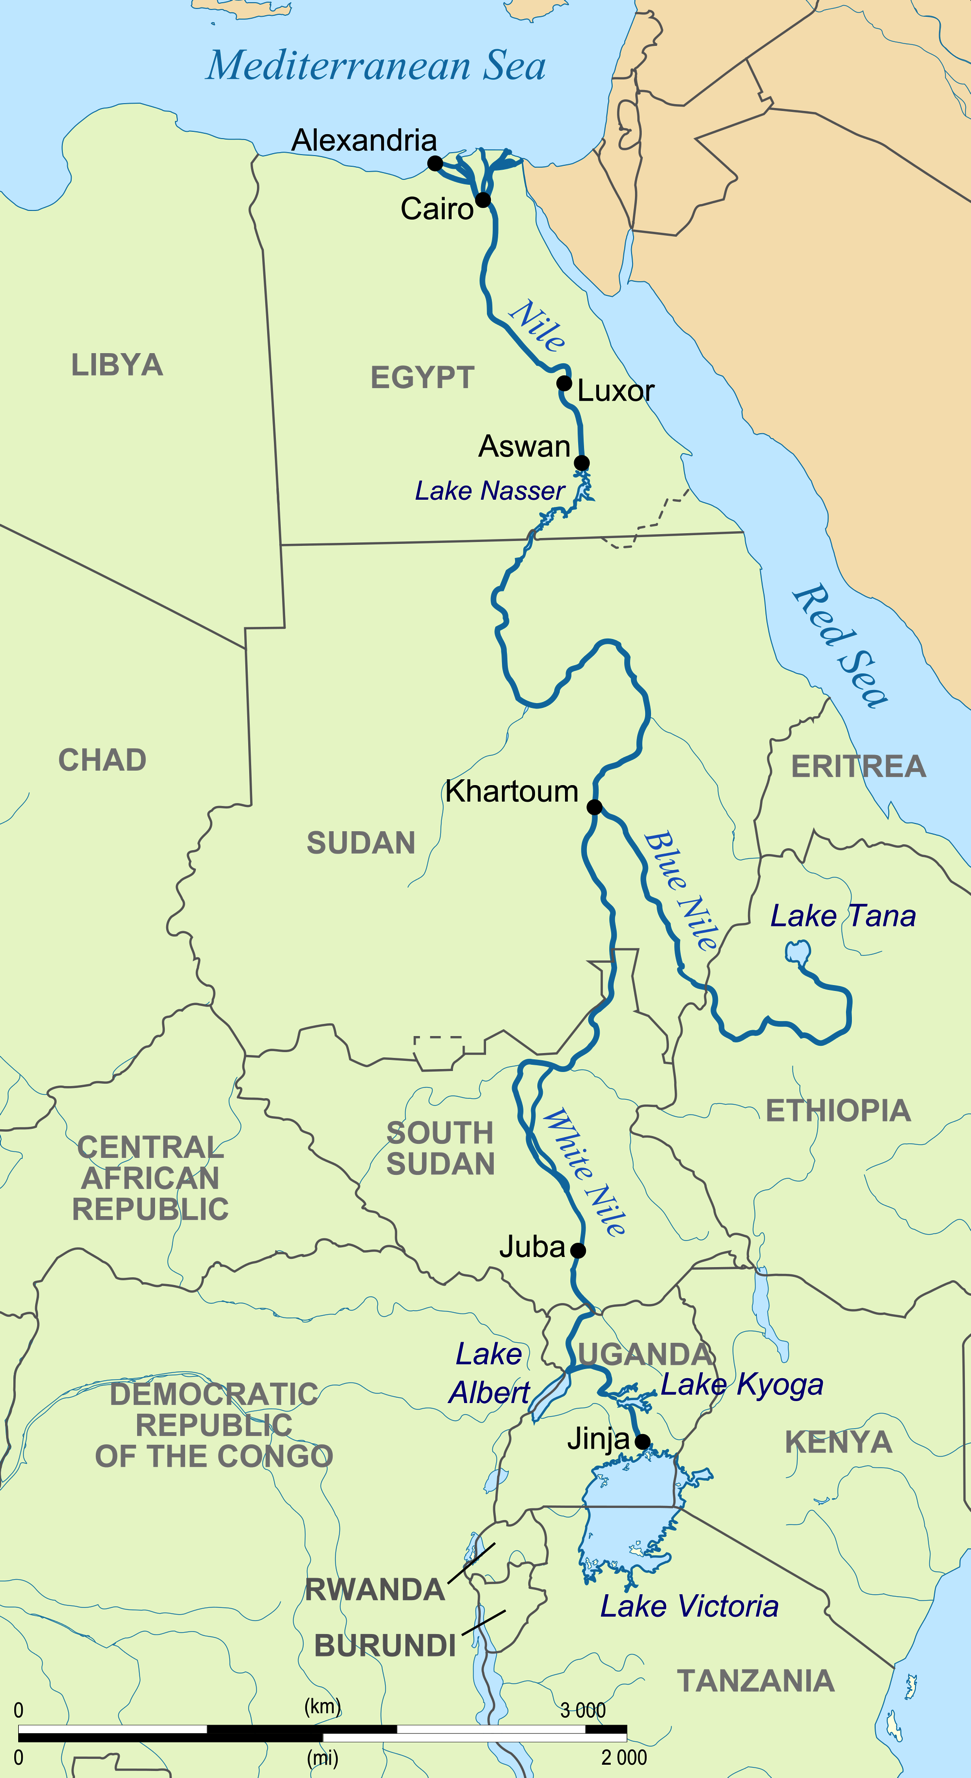 Mediterranean Sea
Alexandria
Cairo
Nile
LIBYA
EGYPT
Luxor
Aswan
Lake Nasser
Red Sea
CHAD
ERITREA
Khartoum
SUDAN
Blue Nile
Lake Tana
ETHIOPIA
CENTRAL
AFRICAN
REPUBLIC
SOUTH
SUDAN
White Nile
Juba
Lake
Albert
UGANDA
Lake Kyoga
DEMOCRATIC
REPUBLIC
OF THE CONGO
Jinja
KENYA
RWANDA
Lake Victoria
BURUNDI
TANZANIA
0 (km) 3 000
0 (mi) 2 000